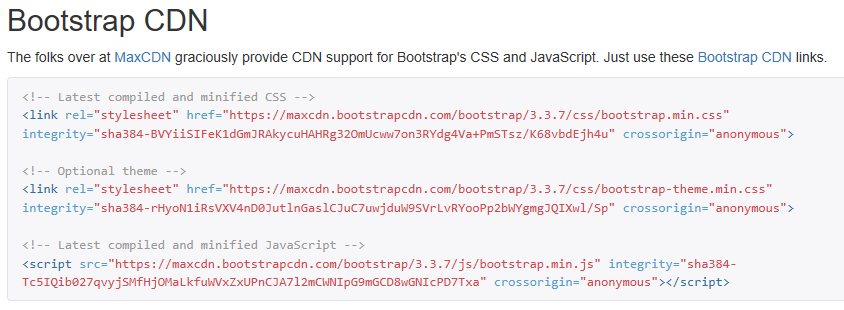 Bootstrap CDN
The folks over at MaxCDN graciously provide CDN support for Bootstrap's CSS and JavaScript. Just use these Bootstrap CDN links.
<!-- Latest compiled and minified CSS -->
<link rel="stylesheet" href="https://maxcdn.bootstrapcdn.com/bootstrap/3.3.7/css/bootstrap.min.css"
integrity="sha384-BVYiiSIFeK1dGmJRAkycuHAHRg32OmUcww7on3RYdg4Va+PmSTsz/K68vbdEjh4u" crossorigin="anonymous">
<!-- Optional theme -->
<link rel="stylesheet" href="https://maxcdn.bootstrapcdn.com/bootstrap/3.3.7/css/bootstrap-theme.min.css"
integrity="sha384-rHyoN1iRsVXV4nD0JutlnGaslCJuC7uwjduW9SVrLvRYooPp2bWYgmgJQIXwl/Sp" crossorigin="anonymous">
<!-- Latest compiled and minified JavaScript -->
<script src="https://maxcdn.bootstrapcdn.com/bootstrap/3.3.7/js/bootstrap.min.js" integrity="sha384-
Tc5IQib027qvyjSMfHjOMaLkfuWVxZxUPnCJA7l2mCWNIpG9mGCD8wGNIcPD7Txa" crossorigin="anonymous"></script>